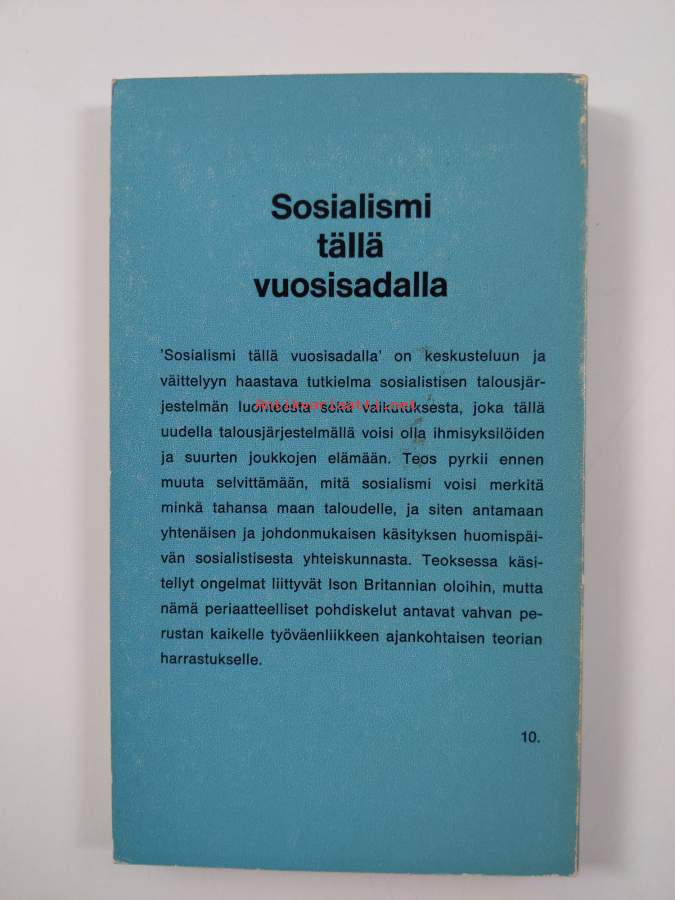 Sosialismi
tällä
vuosisadalla
'Sosialismi tällä vuosisadalla' on keskusteluun ja
väittelyyn haastava tutkielma sosialistisen talousjär-
jestelmän luonteesta sekä vaikutuksesta, joka tällä
Antikvariaatti.net
uudella talousjärjestelmällä voisi olla ihmisyksilöiden
ja suurten joukkojen elämään. Teos pyrkii ennen
muuta selvittämään, mitä sosialismi voisi merkitä
minkä tahansa maan taloudelle, ja siten antamaan
yhtenäisen ja johdonmukaisen käsityksen huomispäi-
vän sosialistisesta yhteiskunnasta. Teoksessa käsi-
tellyt ongelmat liittyvät Ison Britannian oloihin, mutta
nämä periaatteelliset pohdiskelut antavat vahvan pe-
rustan kaikelle työväenliikkeen ajankohtaisen teorian
harrastukselle.
10.